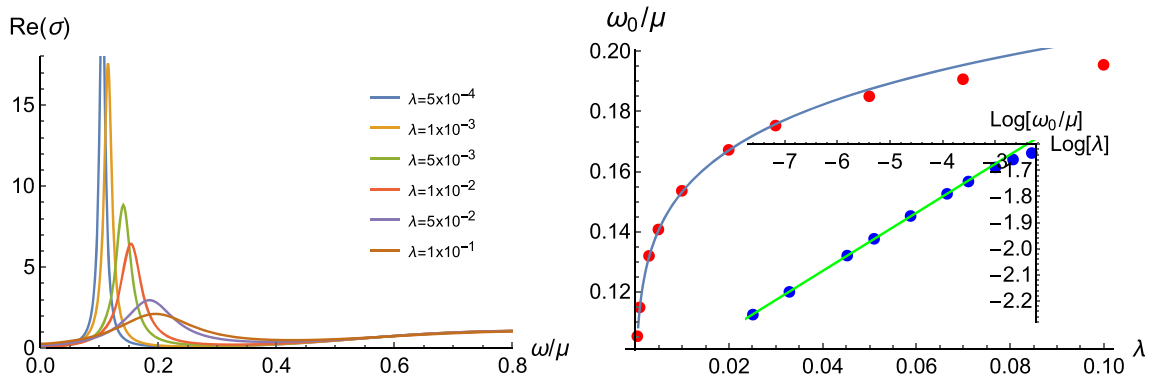 Re(σ)
15
10
5
0
0.0 0.2 0.4 0.6 0.8 ω/μ
λ=5x10⁻⁴
λ=1x10⁻³
λ=5x10⁻³
λ=1x10⁻²
λ=5x10⁻²
λ=1x10⁻¹
ω₀/μ
0.20
0.18
0.16
0.14
0.12
0.02 0.04 0.06 0.08 0.10 λ
Log[ω₀/μ]
-7 -6 -5 -4 -3 Log[λ]
-1.7
-1.8
-1.9
-2.0
-2.1
-2.2